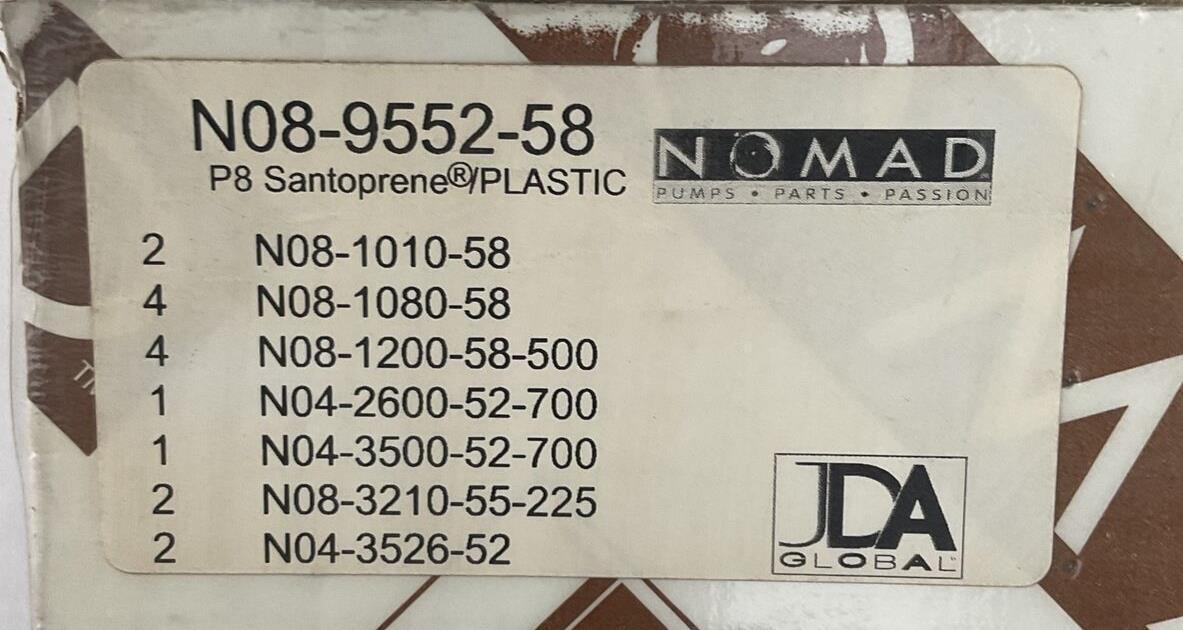 N08-9552-58
P8 Santoprene®/PLASTIC
NOMAD
PUMPS • PARTS • PASSION
2 N08-1010-58
4 N08-1080-58
4 N08-1200-58-500
1 N04-2600-52-700
1 N04-3500-52-700
2 N08-3210-55-225
2 N04-3526-52
JDA
GLOBAL